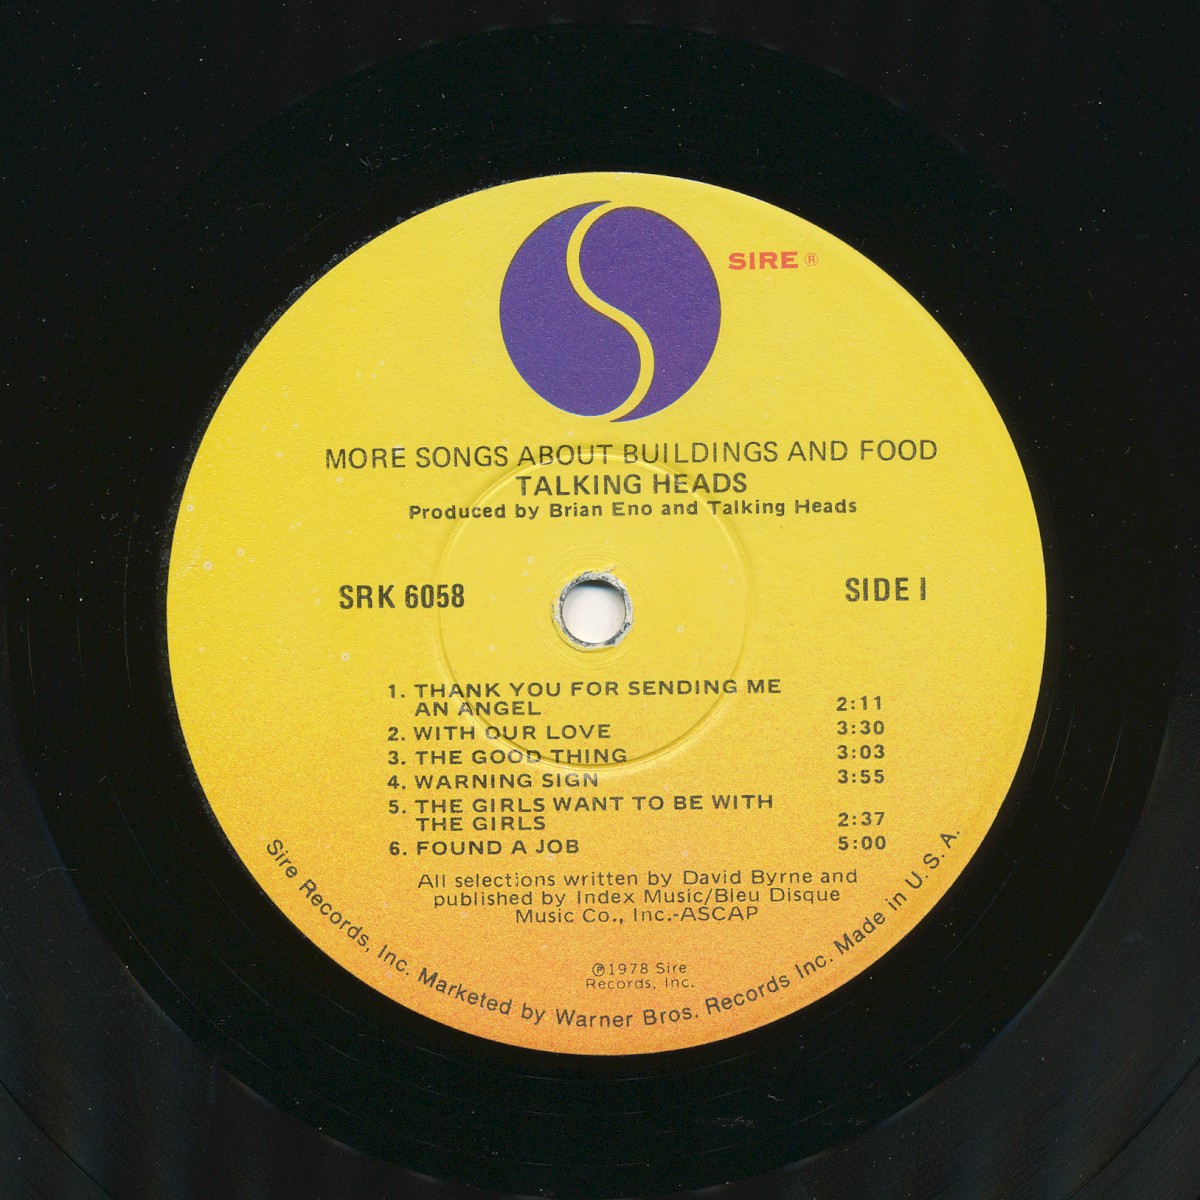 SIRE ®
MORE SONGS ABOUT BUILDINGS AND FOOD
TALKING HEADS
Produced by Brian Eno and Talking Heads
SRK 6058
SIDE I
1. THANK YOU FOR SENDING ME
AN ANGEL 2:11
2. WITH OUR LOVE 3:30
3. THE GOOD THING 3:03
4. WARNING SIGN 3:55
5. THE GIRLS WANT TO BE WITH
THE GIRLS 2:37
6. FOUND A JOB 5:00
All selections written by David Byrne and
published by Index Music/Bleu Disque
Music Co., Inc.-ASCAP
℗1978 Sire
Records, Inc.
Sire Records, Inc. Marketed by Warner Bros. Records Inc. Made in U. S. A.